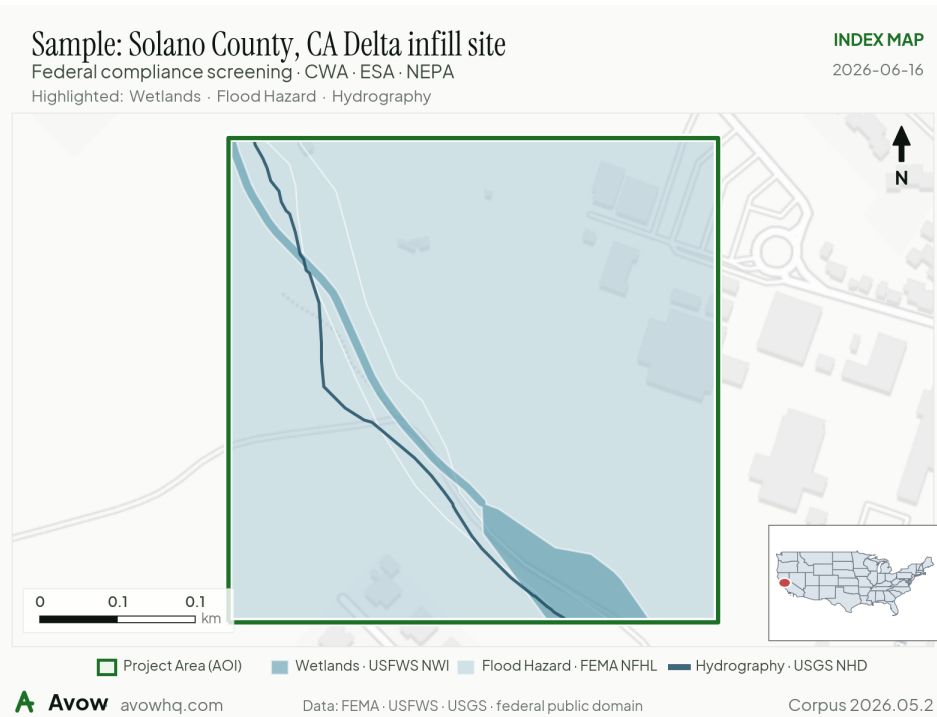 Sample: Solano County, CA Delta infill site
INDEX MAP
Federal compliance screening · CWA · ESA · NEPA
2026-06-16
Highlighted: Wetlands · Flood Hazard · Hydrography
N
0 0.1 0.1
km
Project Area (AOI) Wetlands · USFWS NWI Flood Hazard · FEMA NFHL Hydrography · USGS NHD
Avow avowhq.com Data: FEMA · USFWS · USGS · federal public domain Corpus 2026.05.2